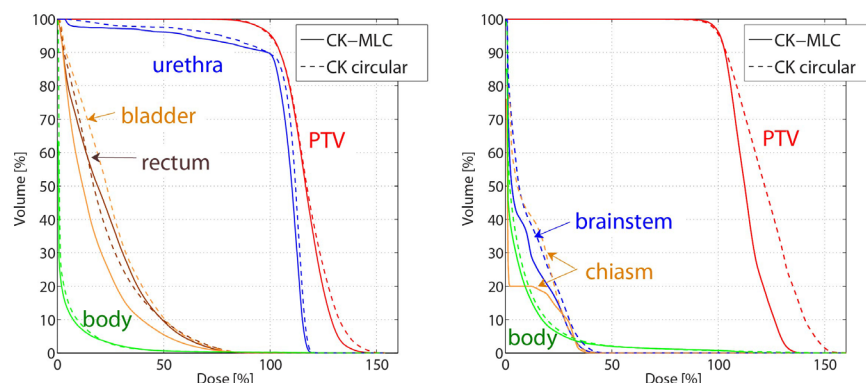 100
90
80
70
60
50
40
30
20
10
0
Volume [%]
CK−MLC
CK circular
urethra
bladder
rectum
PTV
body
0
50
100
150
Dose [%]
100
90
80
70
60
50
40
30
20
10
0
Volume [%]
CK−MLC
CK circular
PTV
brainstem
chiasm
body
0
50
100
150
Dose [%]